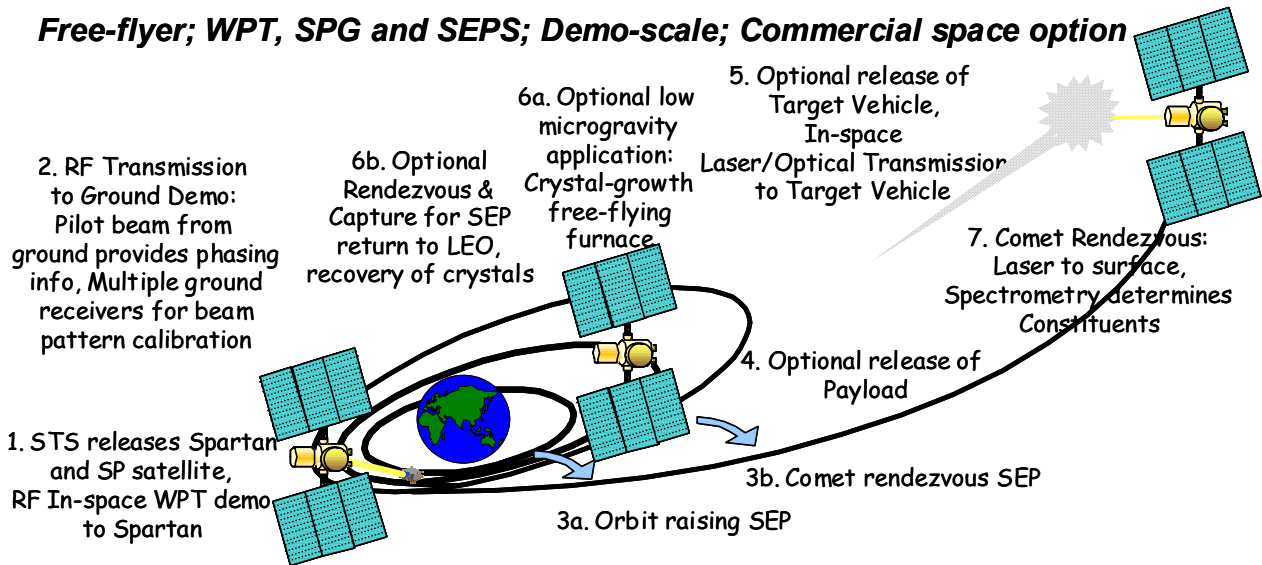 Free-flyer; WPT, SPG and SEPS; Demo-scale; Commercial space option
1. STS releases Spartan
and SP satellite,
RF In-space WPT demo
to Spartan
2. RF Transmission
to Ground Demo:
Pilot beam from
ground provides phasing
info, Multiple ground
receivers for beam
pattern calibration
3a. Orbit raising SEP
3b. Comet rendezvous SEP
4. Optional release of
Payload
5. Optional release of
Target Vehicle,
In-space
Laser/Optical Transmission
to Target Vehicle
6a. Optional low
microgravity
application:
Crystal-growth
free-flying
furnace
6b. Optional
Rendezvous &
Capture for SEP
return to LEO,
recovery of crystals
7. Comet Rendezvous:
Laser to surface,
Spectrometry determines
Constituents